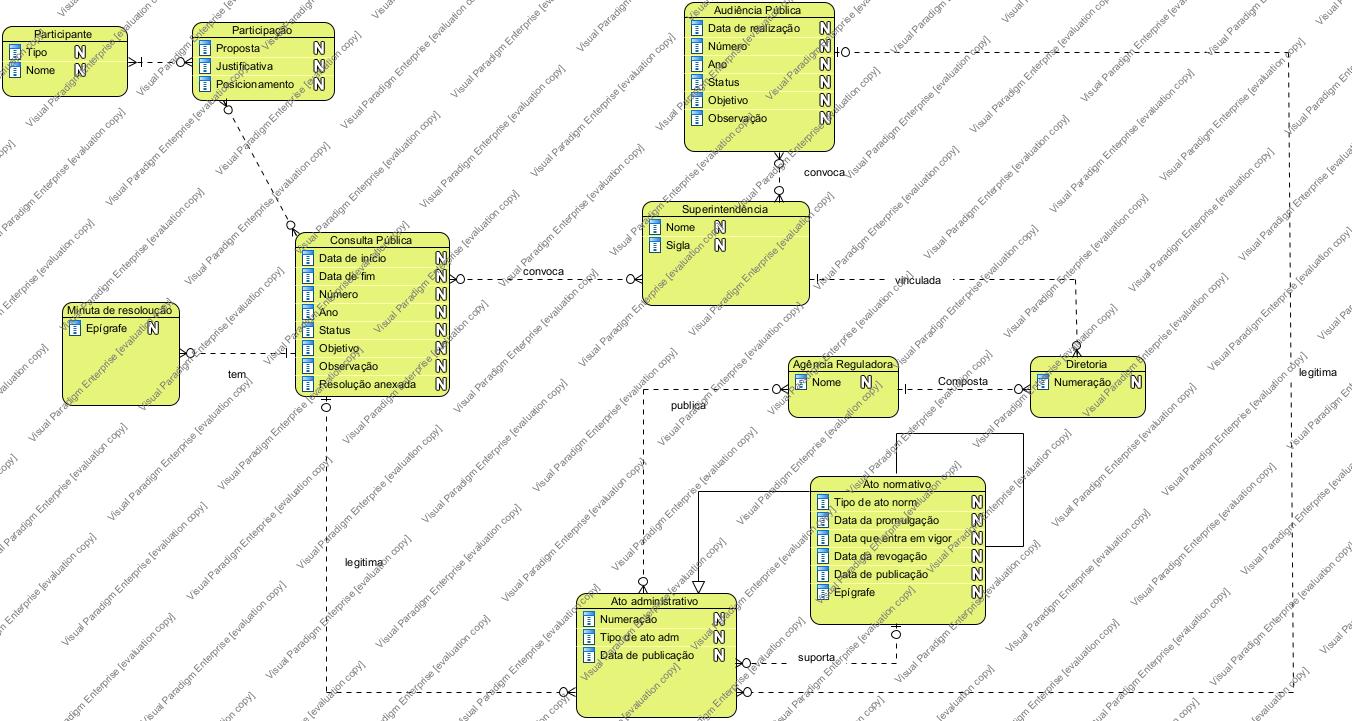 Participante
Tipo N
Nome N
Participação
Proposta N
Justificativa N
Posicionamento N
Audiência Pública
Data de realização N
Número N
Ano N
Status N
Objetivo N
Observação N
convoca
Superintendência
Nome N
Sigla N
Consulta Pública
Data de início N
Data de fim N
Número N
Ano N
Status N
Objetivo N
Observação N
Resolução anexada N
convoca
vinculada
Minuta de resoloução
Epígrafe N
tem
Agência Reguladora
Nome N
Composta
Diretoria
Numeração N
legitima
publica
Ato normativo
Tipo de ato norm N
Data da promulgação N
Data que entra em vigor N
Data da revogação N
Data de publicação N
Epígrafe N
legitima
Ato administrativo
Numeração N
Tipo de ato adm N
Data de publicação N
suporta
Visual Paradigm Enterprise [evaluation copy]